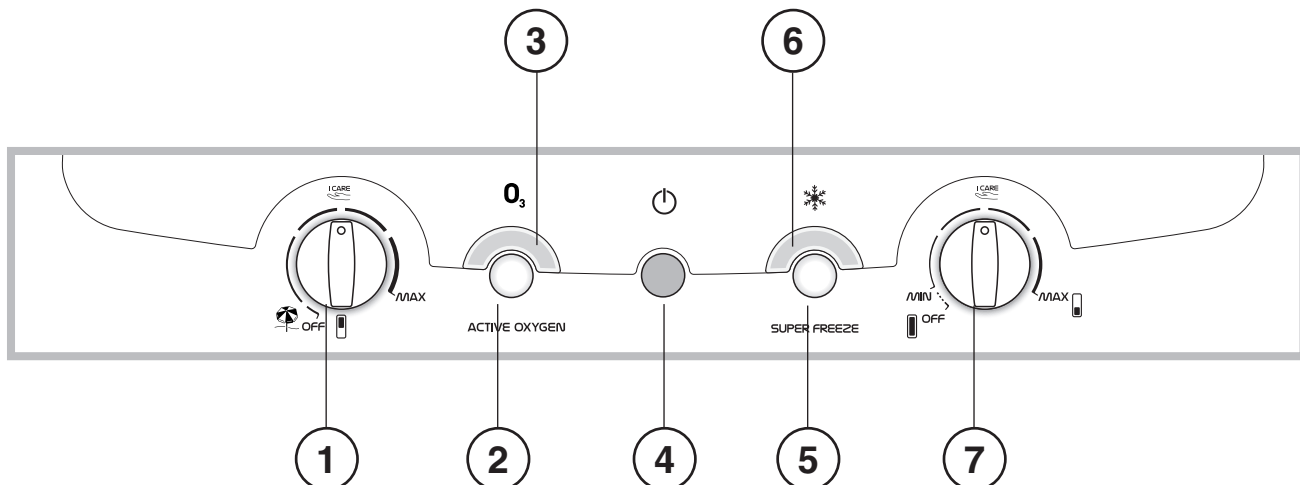 3
6
I CARE
O₃
I CARE
MAX
OFF
ACTIVE OXYGEN
SUPER FREEZE
MIN
OFF
MAX
1
2
4
5
7